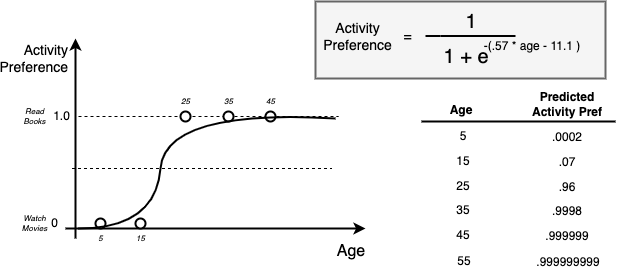 Activity
Preference
Read
Books
1.0
Watch
Movies
0
5
15
25
35
45
Age
Activity
Preference
=
1
1 + e
-(.57 * age - 11.1 )
Age Predicted
Activity Pref
5 .0002
15 .07
25 .96
35 .9998
45 .999999
55 .999999999